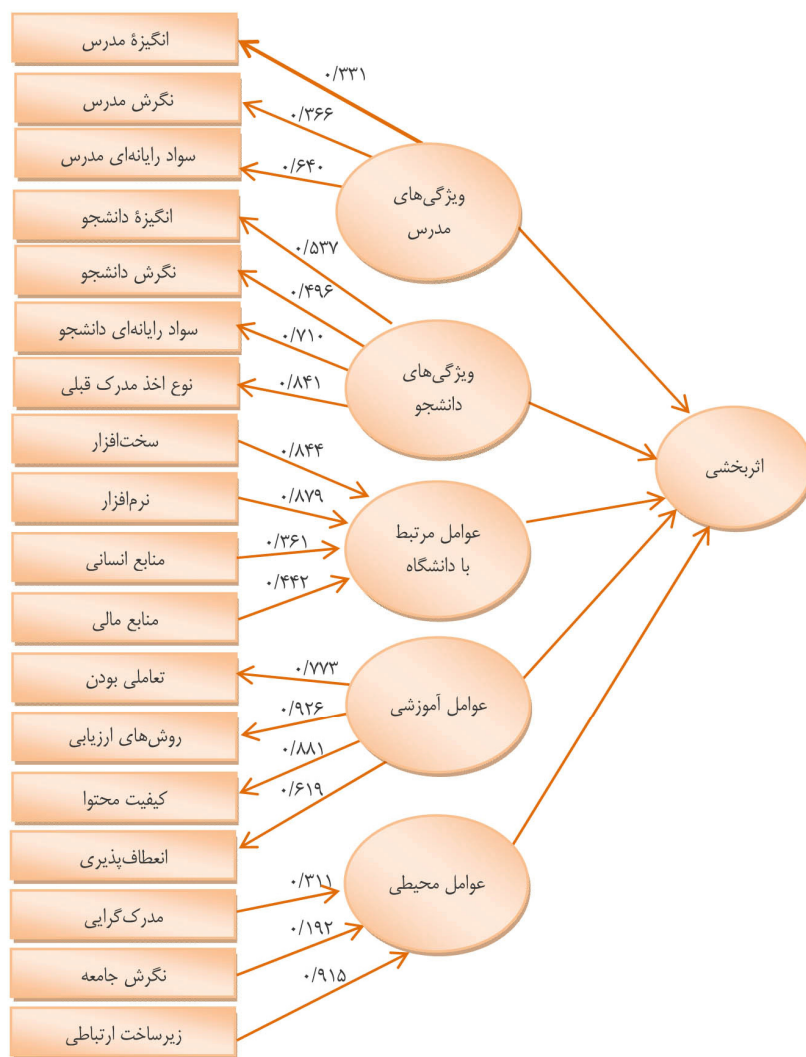 انگیزهٔ مدرس
۰/۳۳۱
نگرش مدرس
۰/۳۶۶
سواد رایانه‌ای مدرس
۰/۶۴۰
ویژگی‌های
مدرس
انگیزهٔ دانشجو
۰/۵۳۷
نگرش دانشجو
۰/۴۹۶
سواد رایانه‌ای دانشجو
۰/۷۱۰
ویژگی‌های
دانشجو
نوع اخذ مدرک قبلی
۰/۸۴۱
سخت‌افزار
۰/۸۴۴
اثربخشی
نرم‌افزار
۰/۸۷۹
عوامل مرتبط
با دانشگاه
منابع انسانی
۰/۳۶۱
منابع مالی
۰/۴۴۲
تعاملی بودن
۰/۷۷۳
عوامل آموزشی
روش‌های ارزیابی
۰/۹۲۶
کیفیت محتوا
۰/۸۸۱
انعطاف‌پذیری
۰/۶۱۹
عوامل محیطی
مدرک‌گرایی
۰/۳۱۱
نگرش جامعه
۰/۱۹۲
زیرساخت ارتباطی
۰/۹۱۵